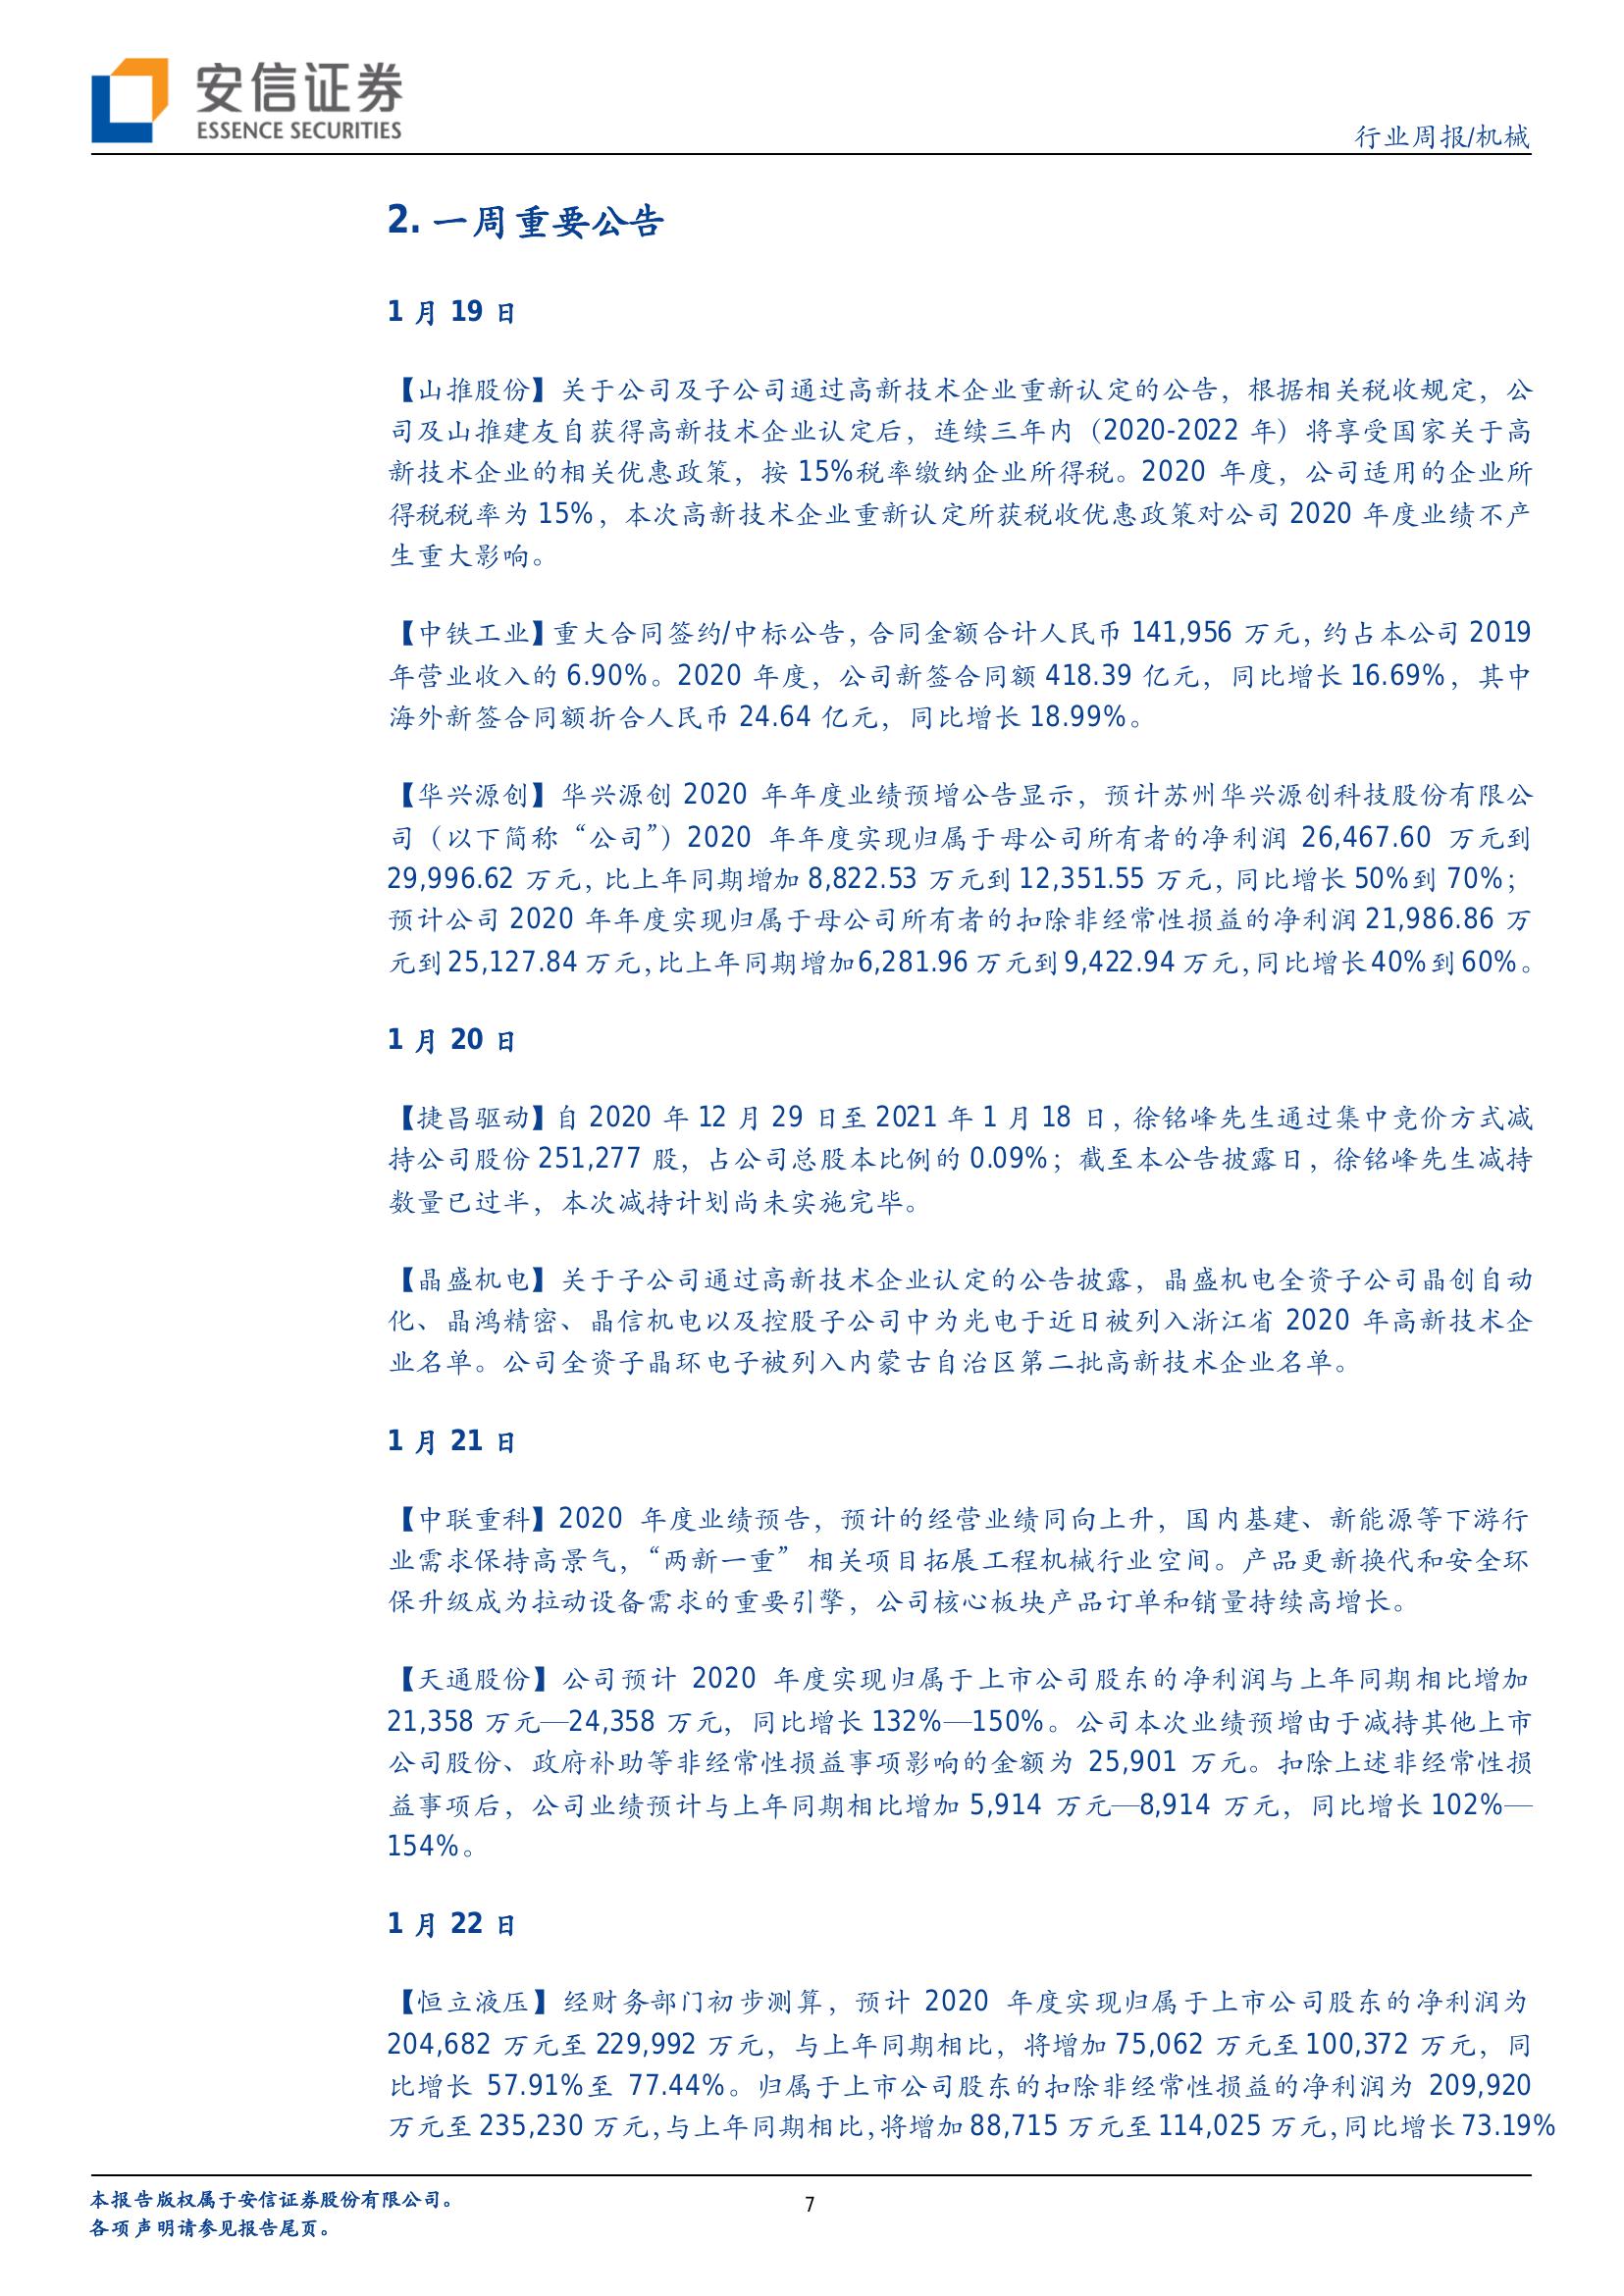 安信证券
ESSENCE SECURITIES
行业周报/机械
2. 一周重要公告
1 月 19 日
【山推股份】关于公司及子公司通过高新技术企业重新认定的公告，根据相关税收规定，公
司及山推建友自获得高新技术企业认定后，连续三年内（2020-2022 年）将享受国家关于高
新技术企业的相关优惠政策，按 15%税率缴纳企业所得税。2020 年度，公司适用的企业所
得税税率为 15%，本次高新技术企业重新认定所获税收优惠政策对公司 2020 年度业绩不产
生重大影响。
【中铁工业】重大合同签约/中标公告，合同金额合计人民币 141,956 万元，约占本公司 2019
年营业收入的 6.90%。2020 年度，公司新签合同额 418.39 亿元，同比增长 16.69%，其中
海外新签合同额折合人民币 24.64 亿元，同比增长 18.99%。
【华兴源创】华兴源创 2020 年年度业绩预增公告显示，预计苏州华兴源创科技股份有限公
司（以下简称“公司”）2020 年年度实现归属于母公司所有者的净利润 26,467.60 万元到
29,996.62 万元，比上年同期增加 8,822.53 万元到 12,351.55 万元，同比增长 50%到 70%；
预计公司 2020 年年度实现归属于母公司所有者的扣除非经常性损益的净利润 21,986.86 万
元到 25,127.84 万元，比上年同期增加 6,281.96 万元到 9,422.94 万元，同比增长 40%到 60%。
1 月 20 日
【捷昌驱动】自 2020 年 12 月 29 日至 2021 年 1 月 18 日，徐铭峰先生通过集中竞价方式减
持公司股份 251,277 股，占公司总股本比例的 0.09%；截至本公告披露日，徐铭峰先生减持
数量已过半，本次减持计划尚未实施完毕。
【晶盛机电】关于子公司通过高新技术企业认定的公告披露，晶盛机电全资子公司晶创自动
化、晶鸿精密、晶信机电以及控股子公司中为光电于近日被列入浙江省 2020 年高新技术企
业名单。公司全资子晶环电子被列入内蒙古自治区第二批高新技术企业名单。
1 月 21 日
【中联重科】2020 年度业绩预告，预计的经营业绩同向上升，国内基建、新能源等下游行
业需求保持高景气，“两新一重” 相关项目拓展工程机械行业空间。产品更新换代和安全环
保升级成为拉动设备需求的重要引擎，公司核心板块产品订单和销量持续高增长。
【天通股份】公司预计 2020 年度实现归属于上市公司股东的净利润与上年同期相比增加
21,358 万元—24,358 万元，同比增长 132%—150%。公司本次业绩预增由于减持其他上市
公司股份、政府补助等非经常性损益事项影响的金额为 25,901 万元。扣除上述非经常性损
益事项后，公司业绩预计与上年同期相比增加 5,914 万元—8,914 万元，同比增长 102%—
154%。
1 月 22 日
【恒立液压】经财务部门初步测算，预计 2020 年度实现归属于上市公司股东的净利润为
204,682 万元至 229,992 万元，与上年同期相比，将增加 75,062 万元至 100,372 万元，同
比增长 57.91%至 77.44%。归属于上市公司股东的扣除非经常性损益的净利润为 209,920
万元至 235,230 万元，与上年同期相比，将增加 88,715 万元至 114,025 万元，同比增长 73.19%
本报告版权属于安信证券股份有限公司。
7
各项声明请参见报告尾页。